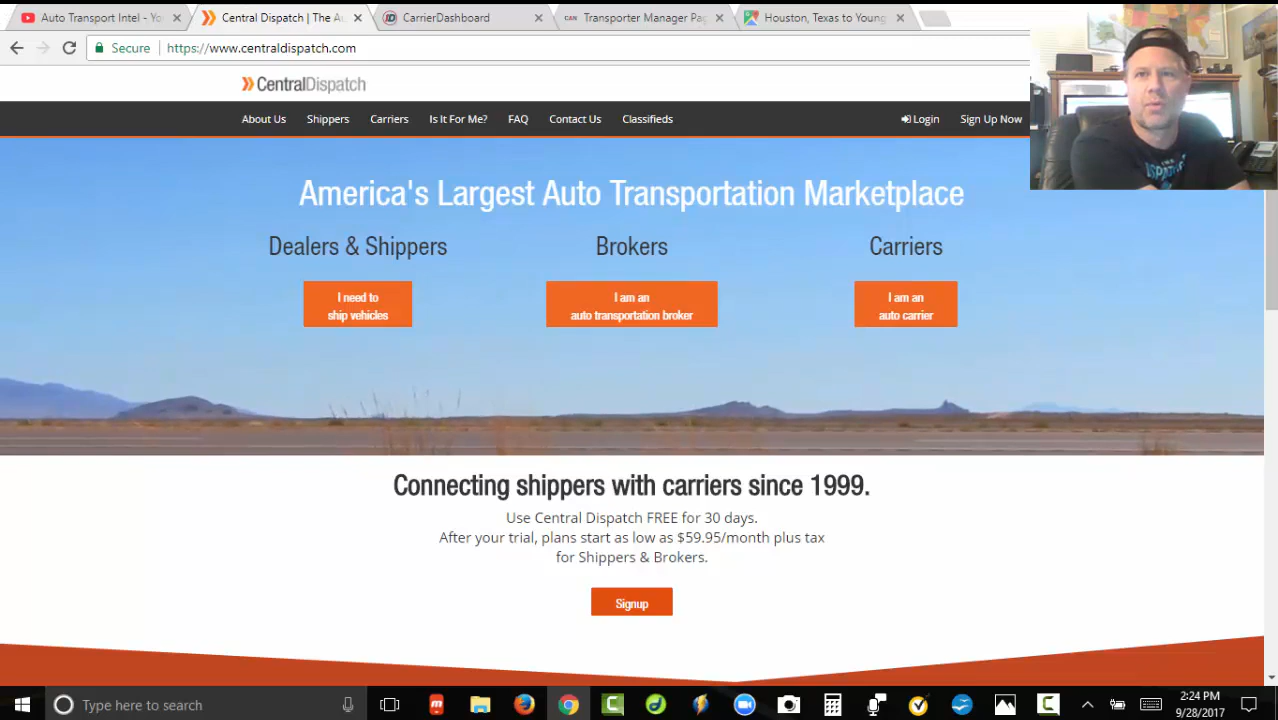 Auto Transport Intel - Yo
Central Dispatch | The Au
CarrierDashboard
Transporter Manager Pag
Houston, Texas to Young
Secure
https://www.centraldispatch.com
CentralDispatch
About Us
Shippers
Carriers
Is It For Me?
FAQ
Contact Us
Classifieds
Login
Sign Up Now
America's Largest Auto Transportation Marketplace
Dealers & Shippers
Brokers
Carriers
I need to
ship vehicles
I am an
auto transportation broker
I am an
auto carrier
Connecting shippers with carriers since 1999.
Use Central Dispatch FREE for 30 days.
After your trial, plans start as low as $59.95/month plus tax
for Shippers & Brokers.
Signup
Type here to search
2:24 PM
9/28/2017